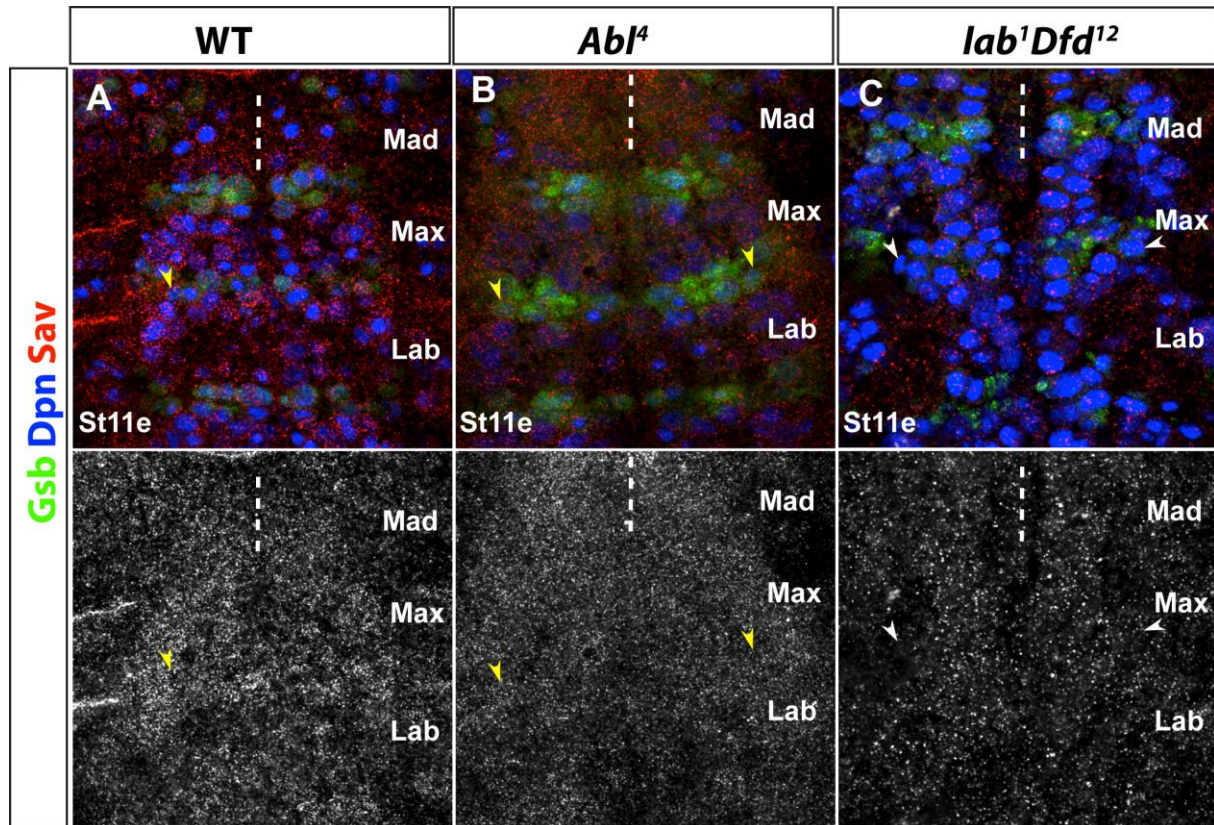 WT
Abl⁴
lab¹Dfd¹²
Gsb Dpn Sav
A
Mad
Max
Lab
St11e
B
Mad
Max
Lab
St11e
C
Mad
Max
Lab
St11e
Mad
Max
Lab
Mad
Max
Lab
Mad
Max
Lab